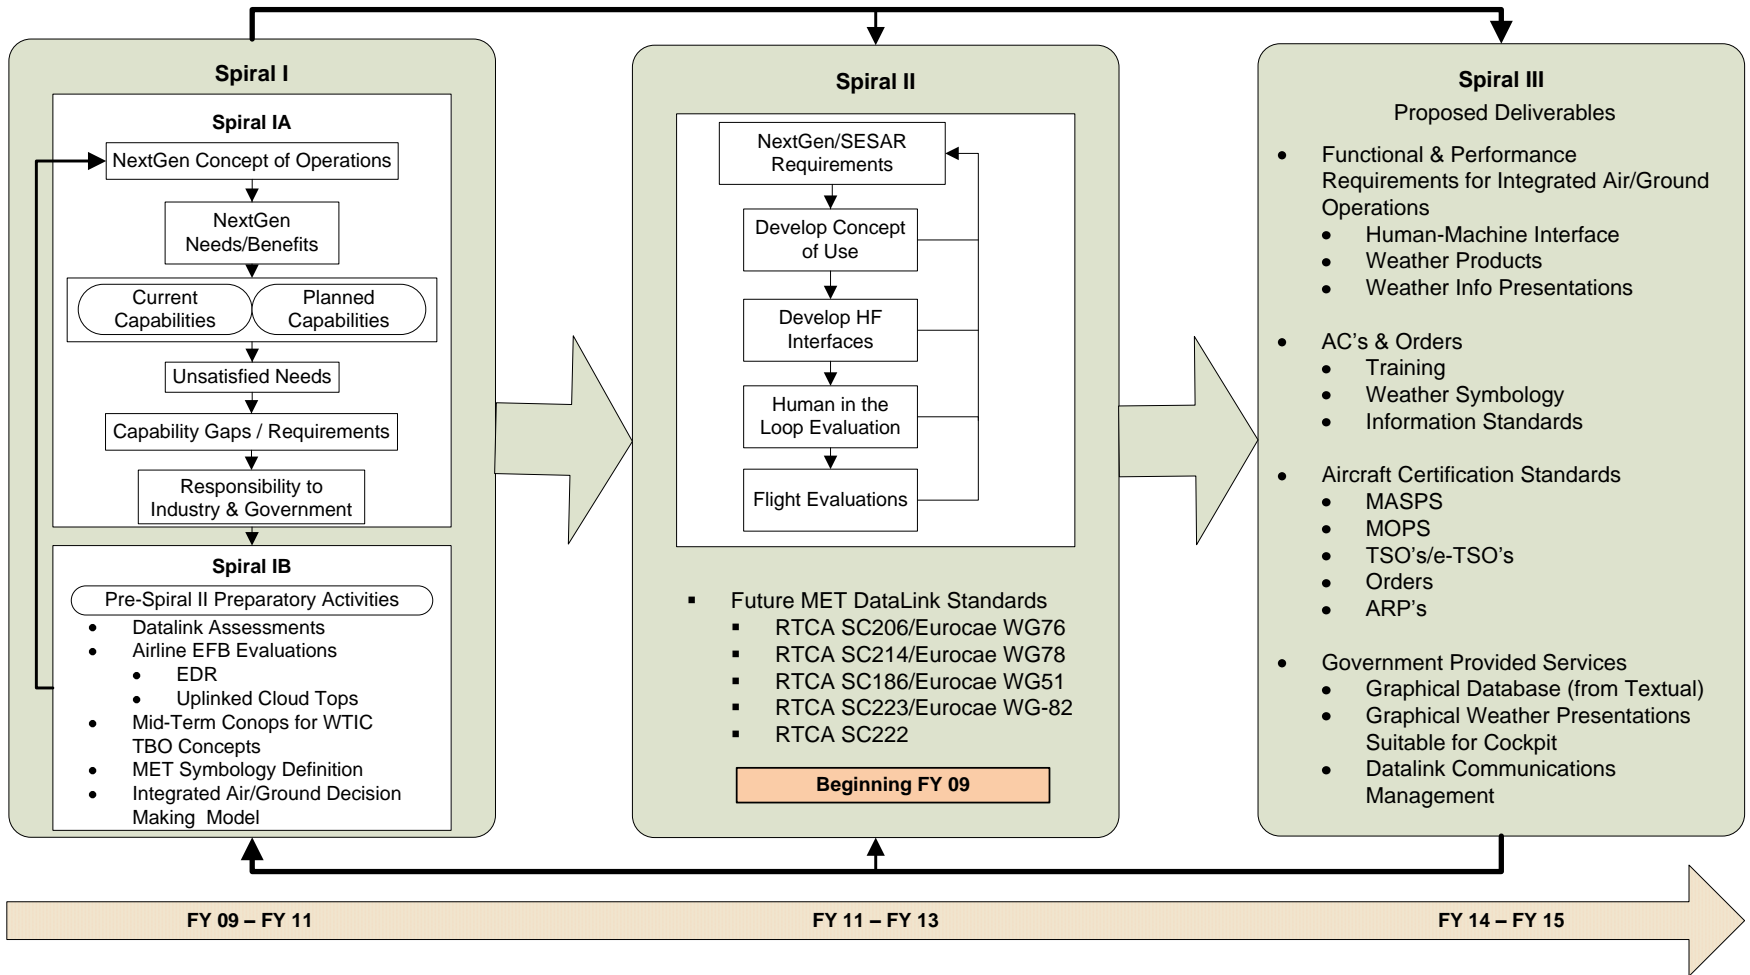 Spiral I
Spiral IA
NextGen Concept of Operations
NextGen
Needs/Benefits
Current
Capabilities
Planned
Capabilities
Unsatisfied Needs
Capability Gaps / Requirements
Responsibility to
Industry & Government
Spiral IB
Pre-Spiral II Preparatory Activities
• Datalink Assessments
• Airline EFB Evaluations
• EDR
• Uplinked Cloud Tops
• Mid-Term Conops for WTIC
TBO Concepts
• MET Symbology Definition
• Integrated Air/Ground Decision
Making Model
Spiral II
NextGen/SESAR
Requirements
Develop Concept
of Use
Develop HF
Interfaces
Human in the
Loop Evaluation
Flight Evaluations
▪ Future MET DataLink Standards
▪ RTCA SC206/Eurocae WG76
▪ RTCA SC214/Eurocae WG78
▪ RTCA SC186/Eurocae WG51
▪ RTCA SC223/Eurocae WG-82
▪ RTCA SC222
Beginning FY 09
Spiral III
Proposed Deliverables
• Functional & Performance
Requirements for Integrated Air/Ground
Operations
• Human-Machine Interface
• Weather Products
• Weather Info Presentations
• AC's & Orders
• Training
• Weather Symbology
• Information Standards
• Aircraft Certification Standards
• MASPS
• MOPS
• TSO's/e-TSO's
• Orders
• ARP's
• Government Provided Services
• Graphical Database (from Textual)
• Graphical Weather Presentations
Suitable for Cockpit
• Datalink Communications
Management
FY 09 – FY 11
FY 11 – FY 13
FY 14 – FY 15